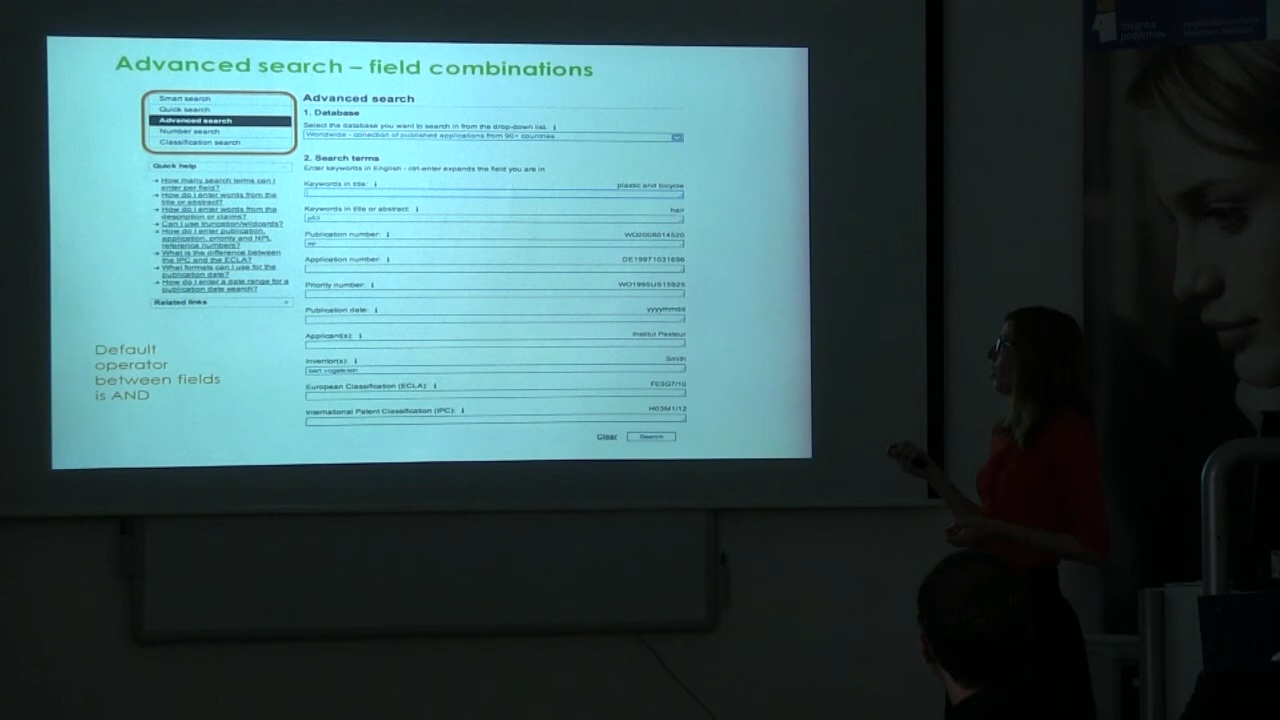 Advanced search – field combinations
Smart search
Quick search
Advanced search
Number search
Classification search
Quick help
→ How many search terms can I
enter per field?
→ How do I enter words from the
title or abstract?
→ How do I enter words from the
description or claims?
→ Can I use truncation/wildcards?
→ How do I enter publication,
application, priority and NPL
reference numbers?
→ What is the difference between
the IPC and the ECLA?
→ What formats can I use for the
publication date?
→ How do I enter a date range for a
publication date search?
Related links
Default
operator
between fields
is AND
Advanced search
1. Database
Select the database you want to search in from the drop-down list. i
Worldwide - collection of published applications from 90+ countries
2. Search terms
Enter keywords in English - ctrl-enter expands the field you are in
Keywords in title: i plastic and bicycle
Keywords in title or abstract: i hair
p53
Publication number: i WO2008014520
ep
Application number: i DE19971031696
Priority number: i WO1995US15925
Publication date: i yyyymmdd
Applicant(s): i Institut Pasteur
Inventor(s): i Smith
bert vogelstein
European Classification (ECLA): i F03G7/10
International Patent Classification (IPC): i H03M1/12
Clear Search
tovarna
podjemov